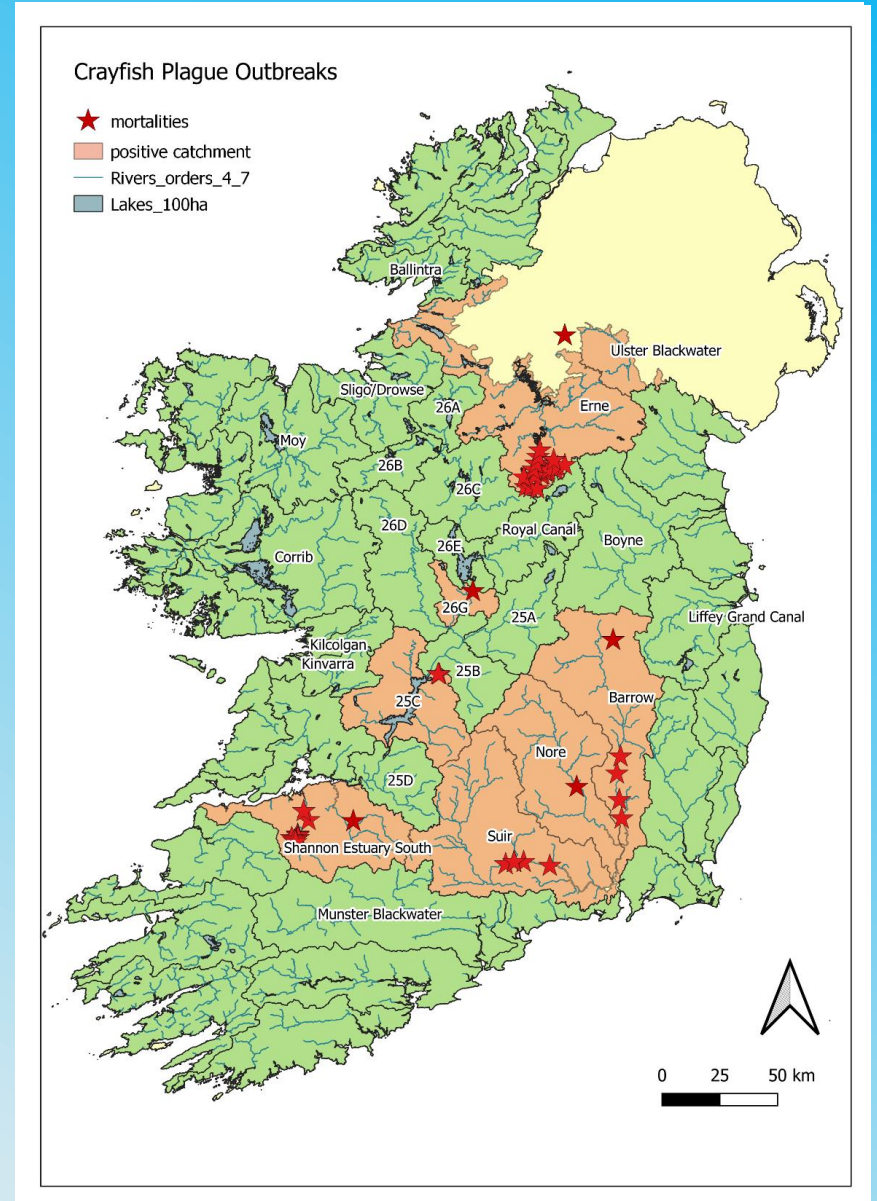 Crayfish Plague Outbreaks
mortalities
positive catchment
Rivers_orders_4_7
Lakes_100ha
Ballintra
Ulster Blackwater
Sligo/Drowse
26A
Erne
Moy
26B
26C
26D
Royal Canal
26E
Boyne
Corrib
26G
25A
Liffey Grand Canal
Kilcolgan
Kinvarra
25B
25C
Barrow
Nore
25D
Suir
Shannon Estuary South
Munster Blackwater
0 25 50 km